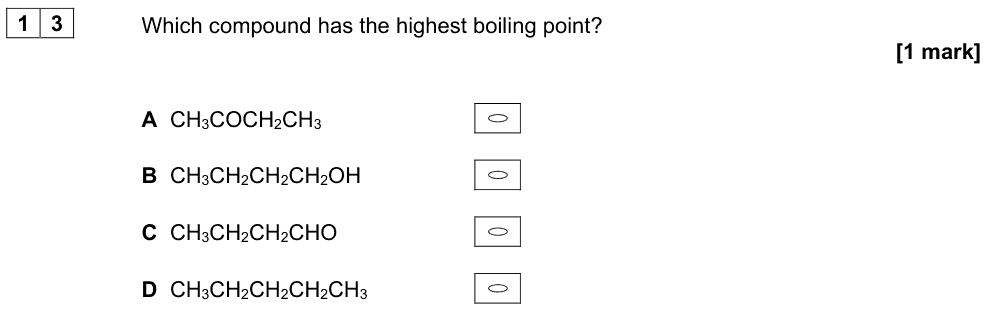 1 3 Which compound has the highest boiling point?
[1 mark]
A CH₃COCH₂CH₃
B CH₃CH₂CH₂CH₂OH
C CH₃CH₂CH₂CHO
D CH₃CH₂CH₂CH₂CH₃